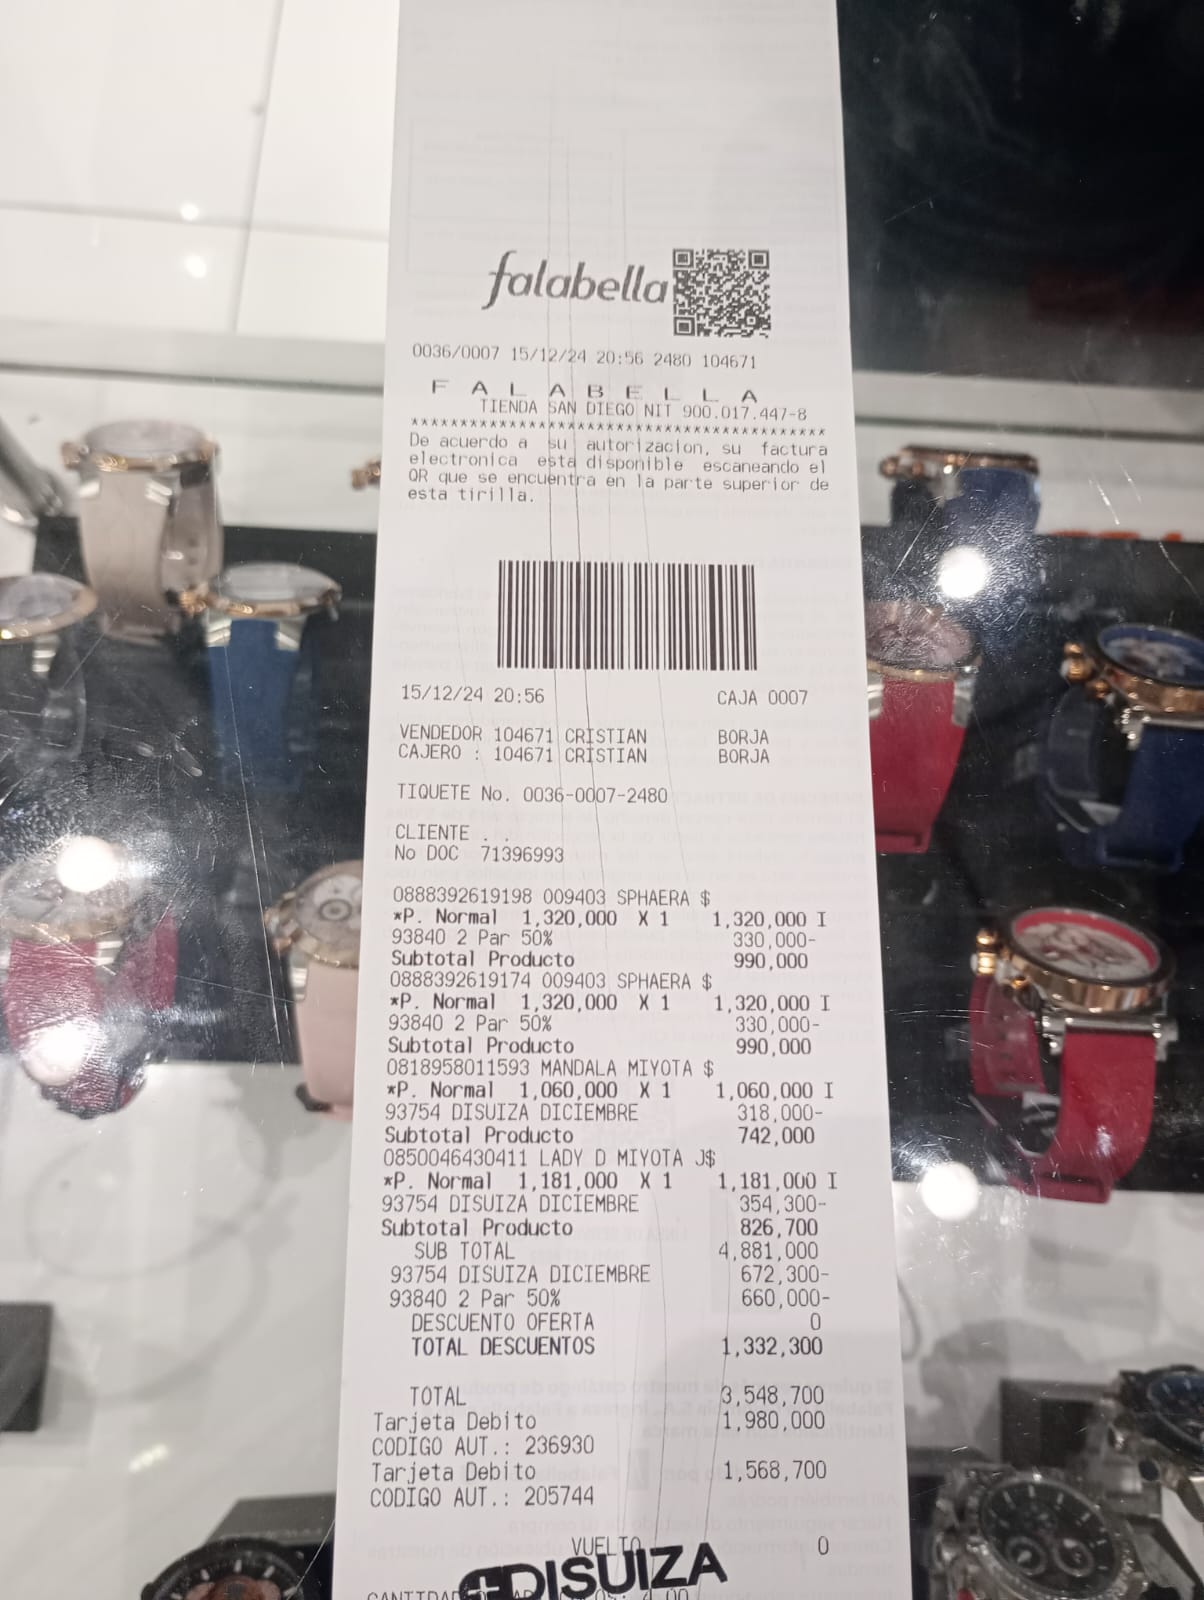 falabella
0036/0007 15/12/24 20:56 2480 104671
F A L A B E L L A
TIENDA SAN DIEGO NIT 900.017.447-8
******************************************
De acuerdo a su autorizacion, su factura
electronica esta disponible escaneando el
QR que se encuentra en la parte superior de
esta tirilla.
15/12/24 20:56 CAJA 0007
VENDEDOR 104671 CRISTIAN BORJA
CAJERO : 104671 CRISTIAN BORJA
TIQUETE No. 0036-0007-2480
CLIENTE . .
No DOC 71396993
0888392619198 009403 SPHAERA $
*P. Normal 1,320,000 X 1 1,320,000 I
93840 2 Par 50% 330,000-
Subtotal Producto 990,000
0888392619174 009403 SPHAERA $
*P. Normal 1,320,000 X 1 1,320,000 I
93840 2 Par 50% 330,000-
Subtotal Producto 990,000
0818958011593 MANDALA MIYOTA $
*P. Normal 1,060,000 X 1 1,060,000 I
93754 DISUIZA DICIEMBRE 318,000-
Subtotal Producto 742,000
0850046430411 LADY D MIYOTA J$
*P. Normal 1,181,000 X 1 1,181,000 I
93754 DISUIZA DICIEMBRE 354,300-
Subtotal Producto 826,700
SUB TOTAL 4,881,000
93754 DISUIZA DICIEMBRE 672,300-
93840 2 Par 50% 660,000-
DESCUENTO OFERTA 0
TOTAL DESCUENTOS 1,332,300
TOTAL 3,548,700
Tarjeta Debito 1,980,000
CODIGO AUT.: 236930
Tarjeta Debito 1,568,700
CODIGO AUT.: 205744
VUELTO 0
DISUIZA